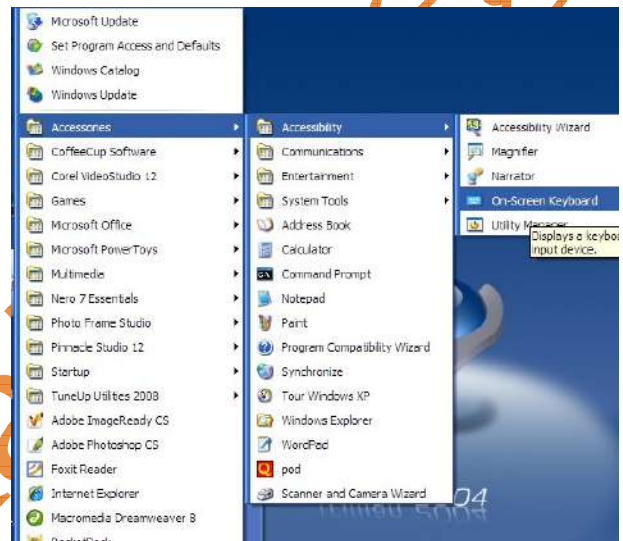 Microsoft Update
Set Program Access and Defaults
Windows Catalog
Windows Update
Accessories
CoffeeCup Software
Corel VideoStudio 12
Games
Microsoft Office
Microsoft PowerToys
Multimedia
Nero 7 Essentials
Photo Frame Studio
Pinnacle Studio 12
Startup
TuneUp Utilities 2008
Adobe ImageReady CS
Adobe Photoshop CS
Foxit Reader
Internet Explorer
Macromedia Dreamweaver 8
Accessibility
Communications
Entertainment
System Tools
Address Book
Calculator
Command Prompt
Notepad
Paint
Program Compatibility Wizard
Synchronize
Tour Windows XP
Windows Explorer
WordPad
pod
Scanner and Camera Wizard
Accessibility Wizard
Magnifier
Narrator
On-Screen Keyboard
Utility Manager
Displays a keybo
input device.
2004